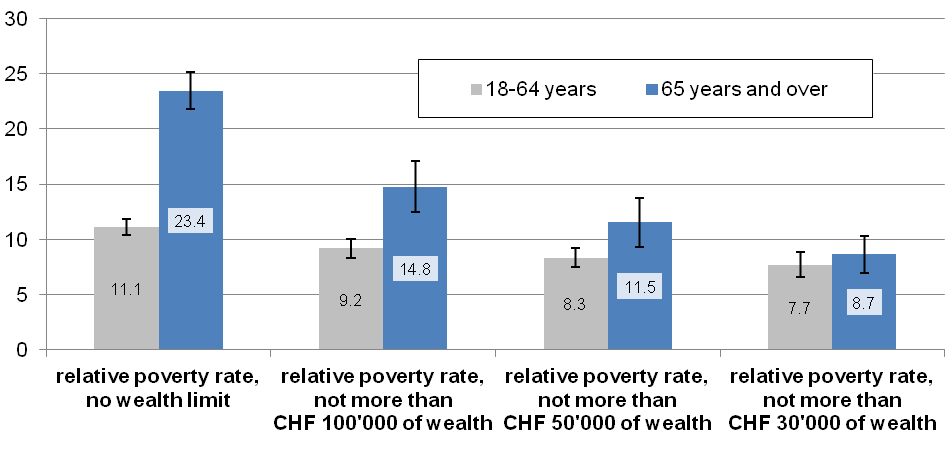 30
25
20
15
10
5
0
18-64 years
65 years and over
11.1
23.4
9.2
14.8
8.3
11.5
7.7
8.7
relative poverty rate,
no wealth limit
relative poverty rate,
not more than
CHF 100'000 of wealth
relative poverty rate,
not more than
CHF 50'000 of wealth
relative poverty rate,
not more than
CHF 30'000 of wealth